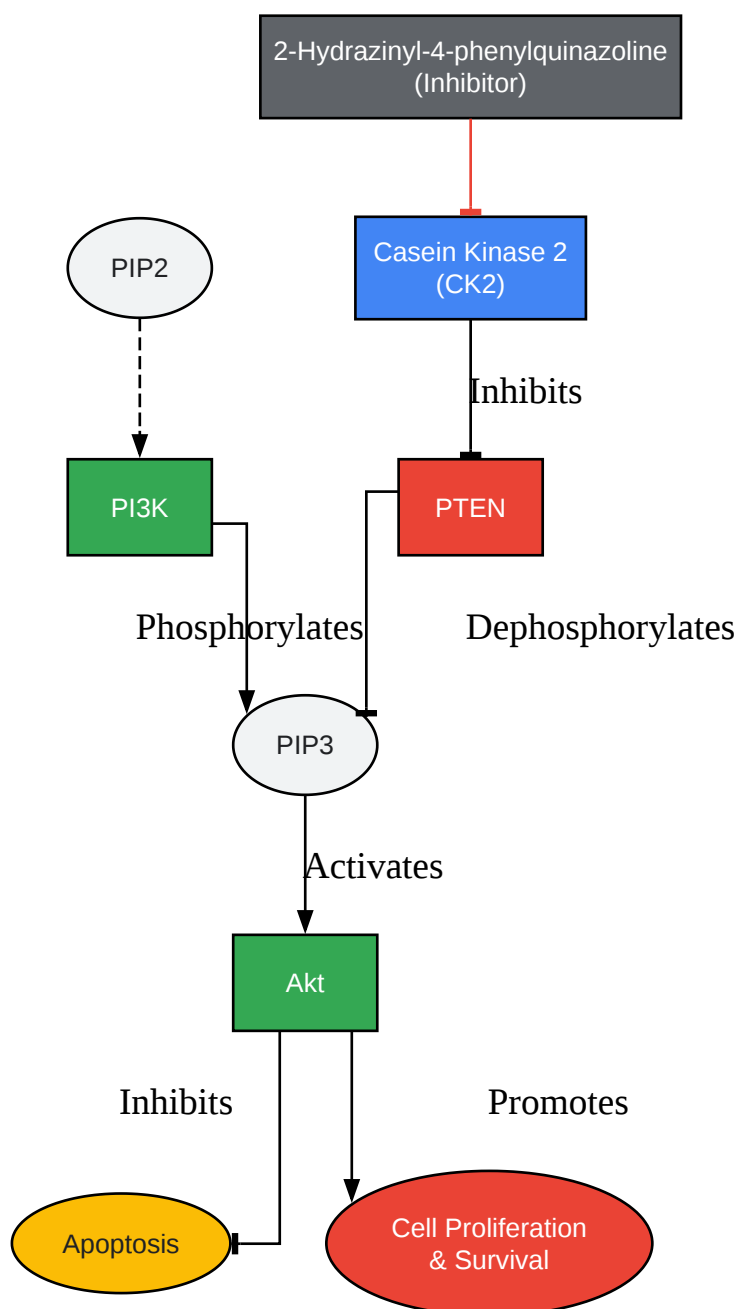 2-Hydrazinyl-4-phenylquinazoline
(Inhibitor)
PIP2
Casein Kinase 2
(CK2)
Inhibits
PI3K
PTEN
Phosphorylates
Dephosphorylates
PIP3
Activates
Akt
Inhibits
Promotes
Apoptosis
Cell Proliferation
& Survival